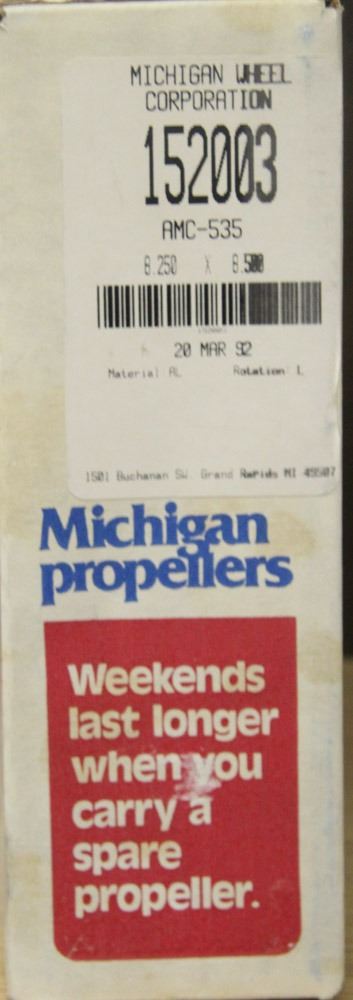 MICHIGAN WHEEL
CORPORATION
152003
AMC-535
8.250 X 8.500
152003
20 MAR 92
Material AL Rotation L
1501 Buchanan SW. Grand Rapids MI 49507
Michigan
propellers
Weekends
last longer
when you
carry a
spare
propeller.